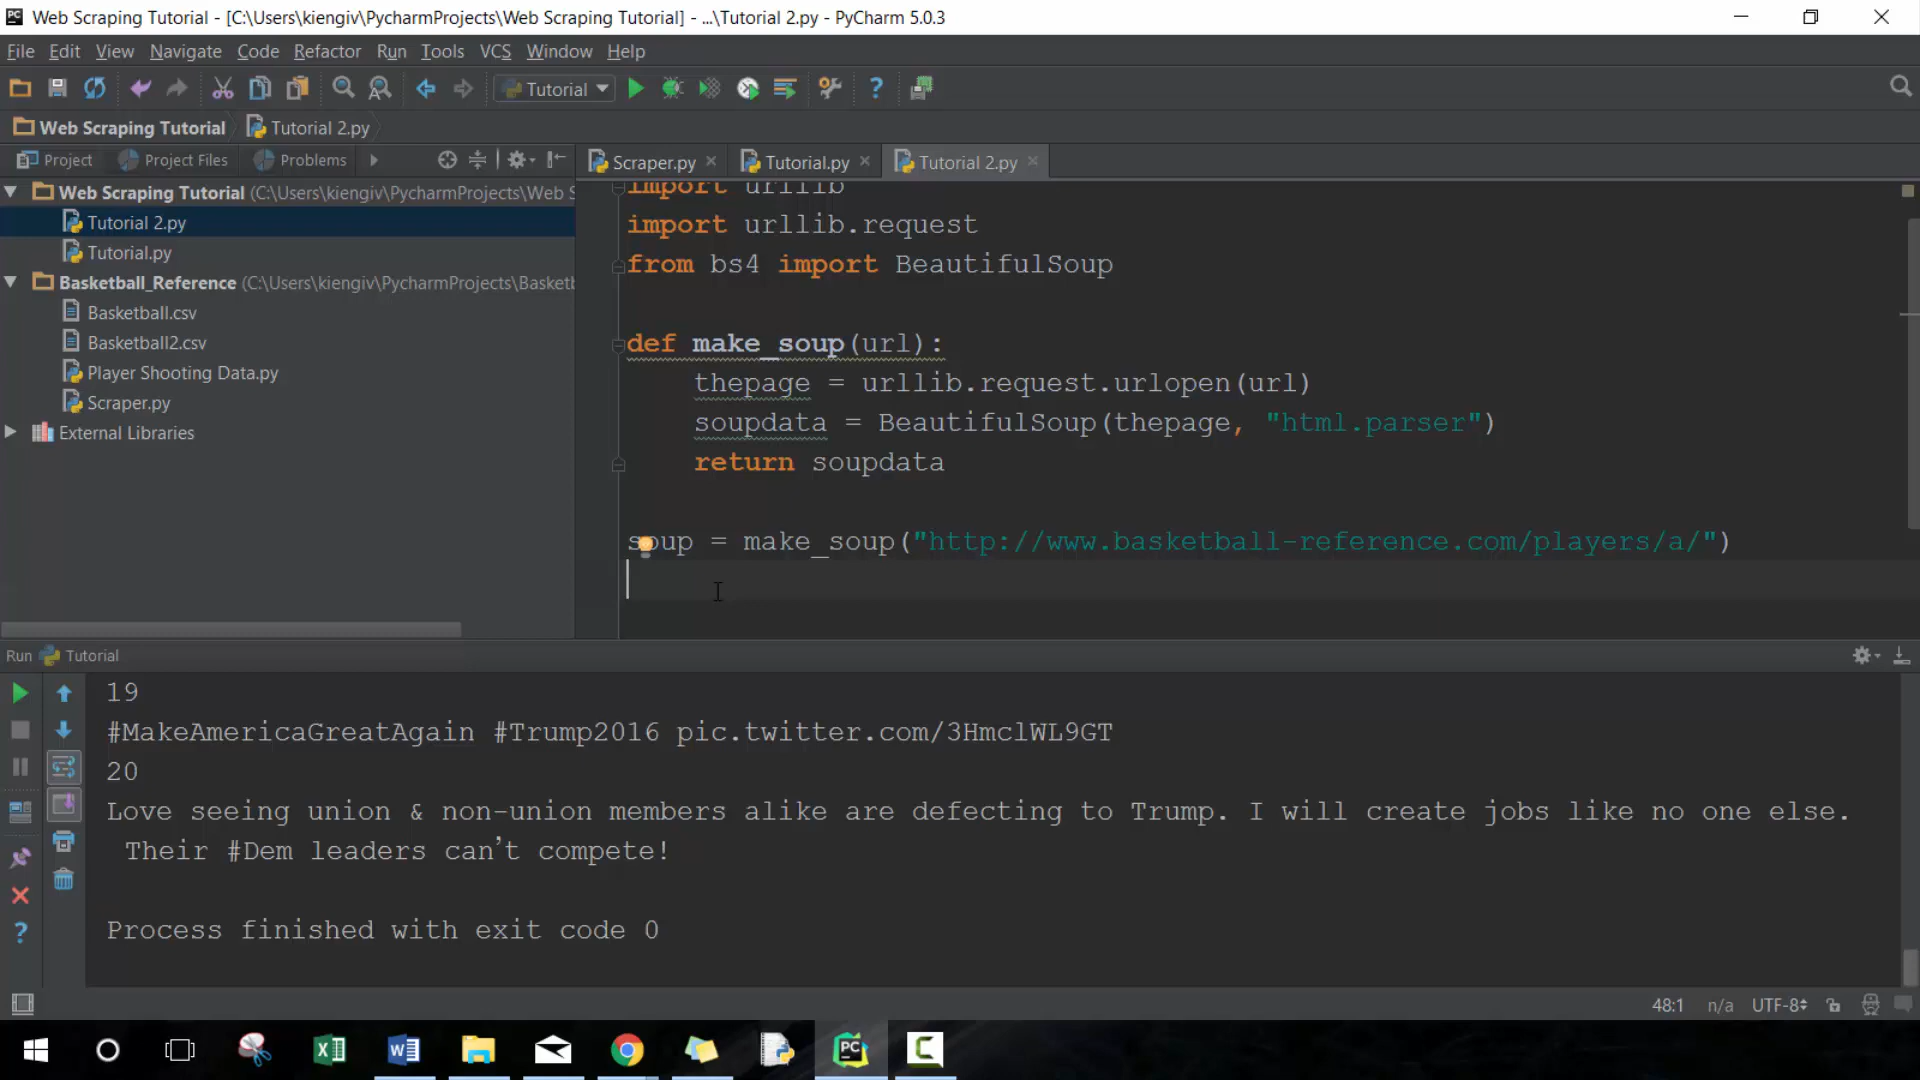 Web Scraping Tutorial - [C:\Users\kiengiv\PycharmProjects\Web Scraping Tutorial] - ...\Tutorial 2.py - PyCharm 5.0.3
File Edit View Navigate Code Refactor Run Tools VCS Window Help
Tutorial
Web Scraping Tutorial Tutorial 2.py
Project Project Files Problems
Scraper.py Tutorial.py Tutorial 2.py
Web Scraping Tutorial (C:\Users\kiengiv\PycharmProjects\Web S
Tutorial 2.py
Tutorial.py
Basketball_Reference (C:\Users\kiengiv\PycharmProjects\Basketb
Basketball.csv
Basketball2.csv
Player Shooting Data.py
Scraper.py
External Libraries
import urllib
import urllib.request
from bs4 import BeautifulSoup
def make_soup(url):
thepage = urllib.request.urlopen(url)
soupdata = BeautifulSoup(thepage, "html.parser")
return soupdata
soup = make_soup("http://www.basketball-reference.com/players/a/")
Run Tutorial
19
#MakeAmericaGreatAgain #Trump2016 pic.twitter.com/3HmclWL9GT
20
Love seeing union & non-union members alike are defecting to Trump. I will create jobs like no one else.
Their #Dem leaders can’t compete!
Process finished with exit code 0
48:1 n/a UTF-8